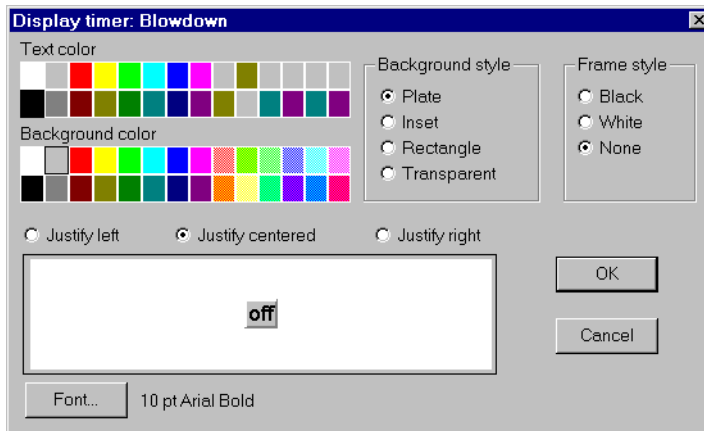 Display timer: Blowdown
Text color
Background color
Background style
Plate
Inset
Rectangle
Transparent
Frame style
Black
White
None
Justify left
Justify centered
Justify right
off
OK
Cancel
Font...
10 pt Arial Bold